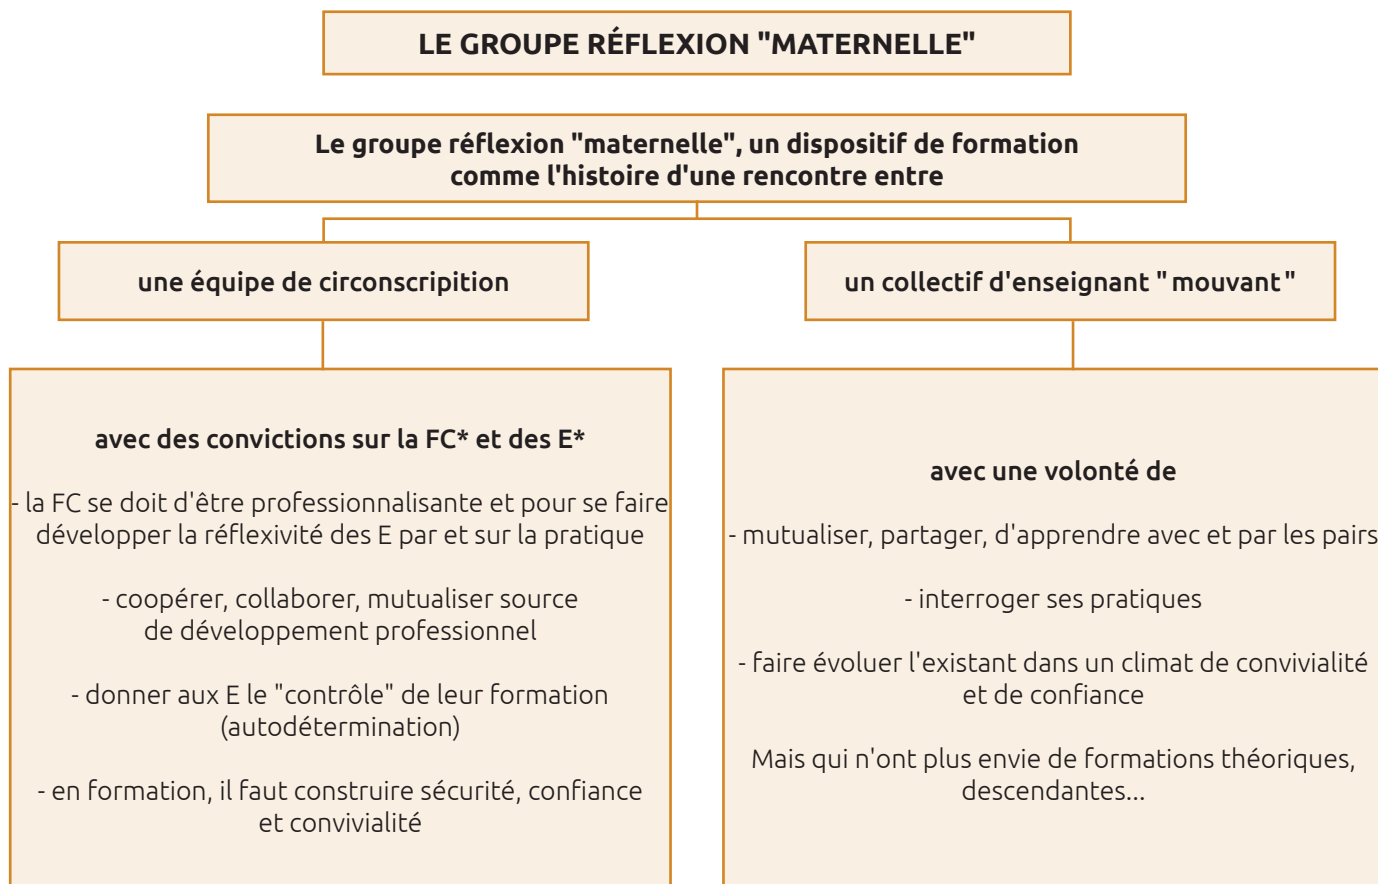 LE GROUPE RÉFLEXION "MATERNELLE"
Le groupe réflexion "maternelle", un dispositif de formation
comme l'histoire d'une rencontre entre
une équipe de circonscripition
un collectif d'enseignant "mouvant"
avec des convictions sur la FC* et des E*
- la FC se doit d'être professionnalisante et pour se faire
développer la réflexivité des E par et sur la pratique
- coopérer, collaborer, mutualiser source
de développement professionnel
- donner aux E le "contrôle" de leur formation
(autodétermination)
- en formation, il faut construire sécurité, confiance
et convivialité
avec une volonté de
- mutualiser, partager, d'apprendre avec et par les pairs
- interroger ses pratiques
- faire évoluer l'existant dans un climat de convivialité
et de confiance
Mais qui n'ont plus envie de formations théoriques,
descendantes...